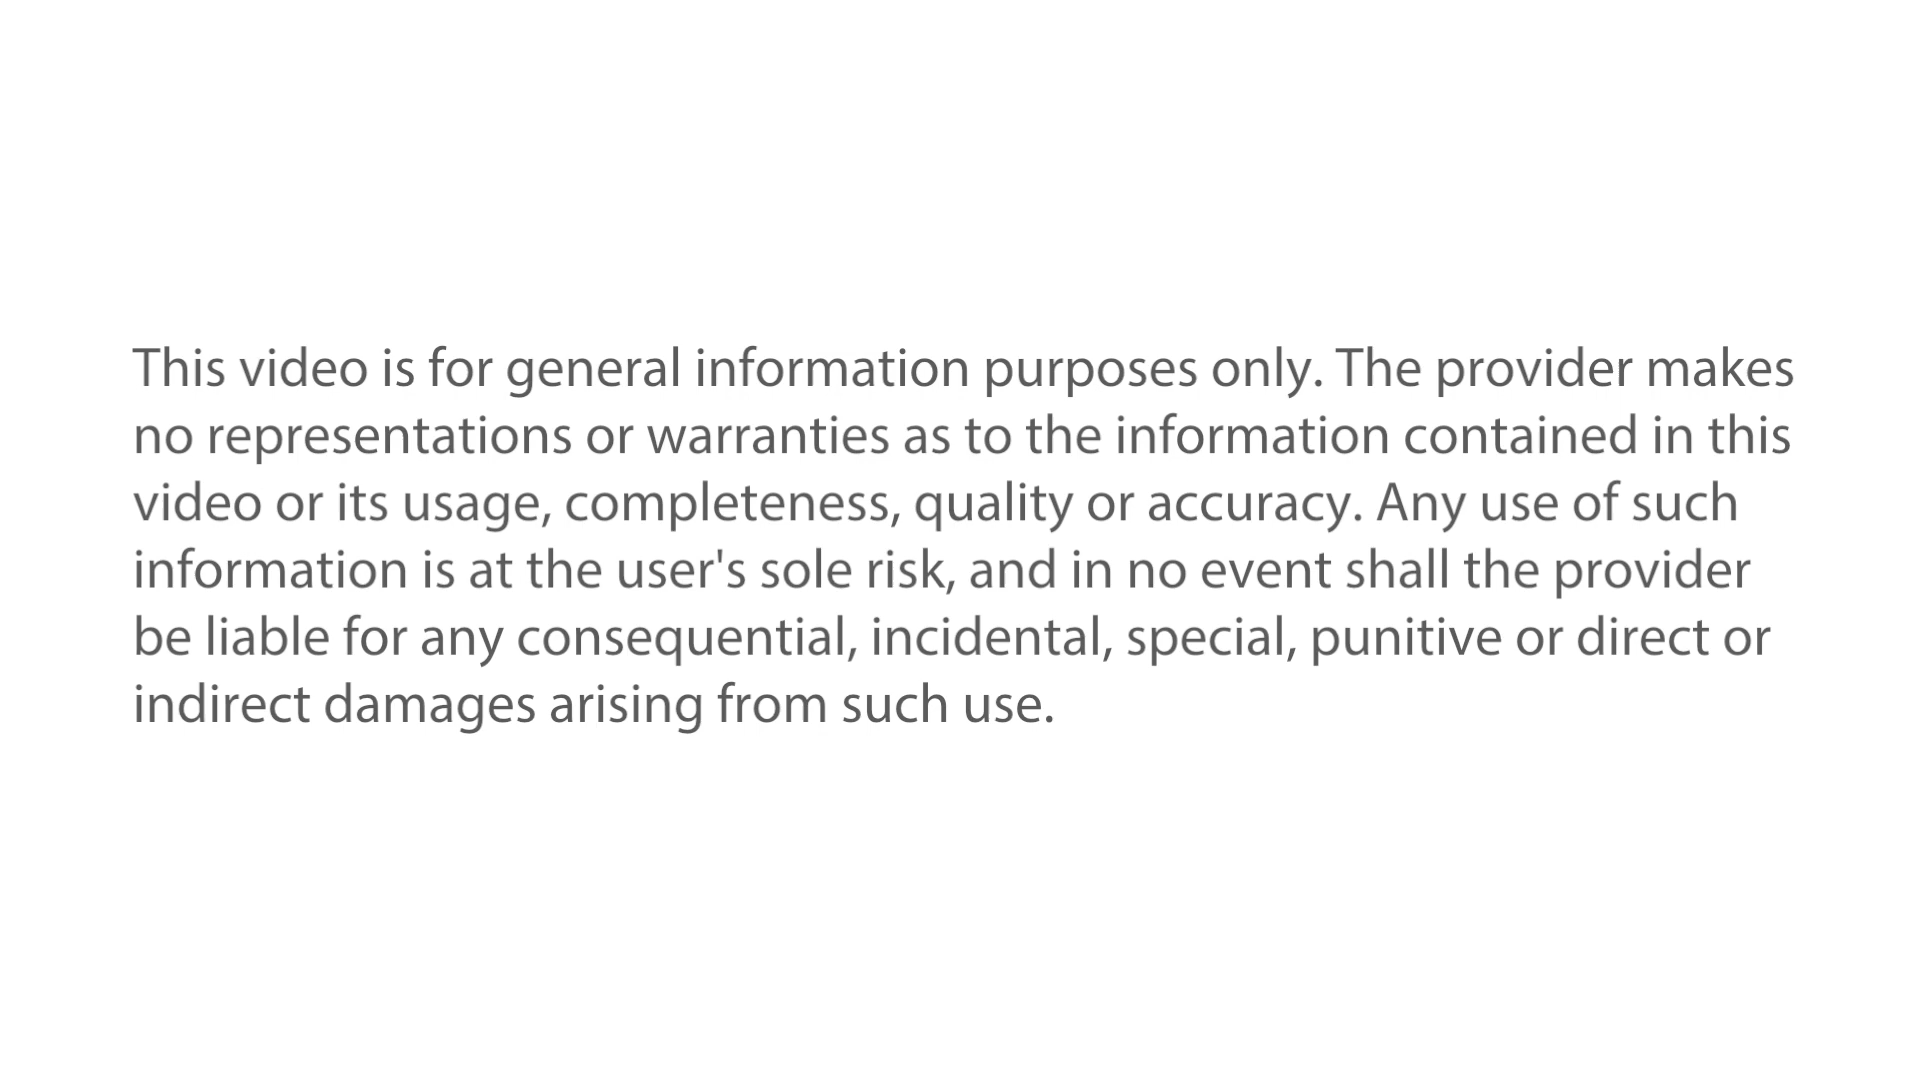 This video is for general information purposes only. The provider makes
no representations or warranties as to the information contained in this
video or its usage, completeness, quality or accuracy. Any use of such
information is at the user's sole risk, and in no event shall the provider
be liable for any consequential, incidental, special, punitive or direct or
indirect damages arising from such use.